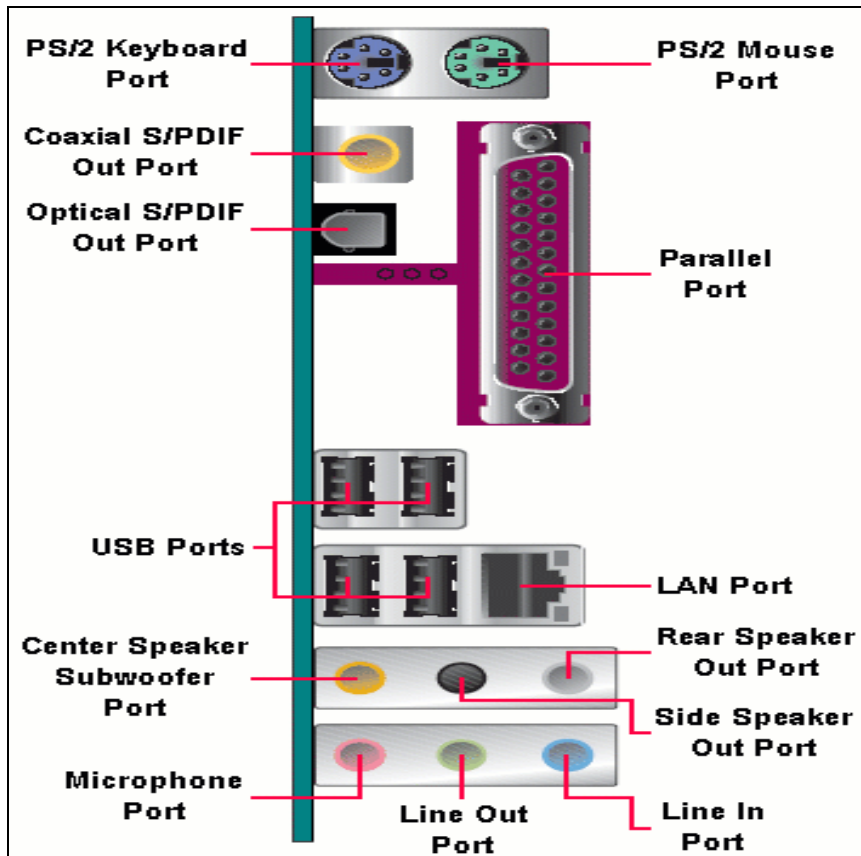 PS/2 Keyboard
Port
PS/2 Mouse
Port
Coaxial S/PDIF
Out Port
Optical S/PDIF
Out Port
Parallel
Port
USB Ports
LAN Port
Center Speaker
Subwoofer
Port
Rear Speaker
Out Port
Side Speaker
Out Port
Microphone
Port
Line Out
Port
Line In
Port